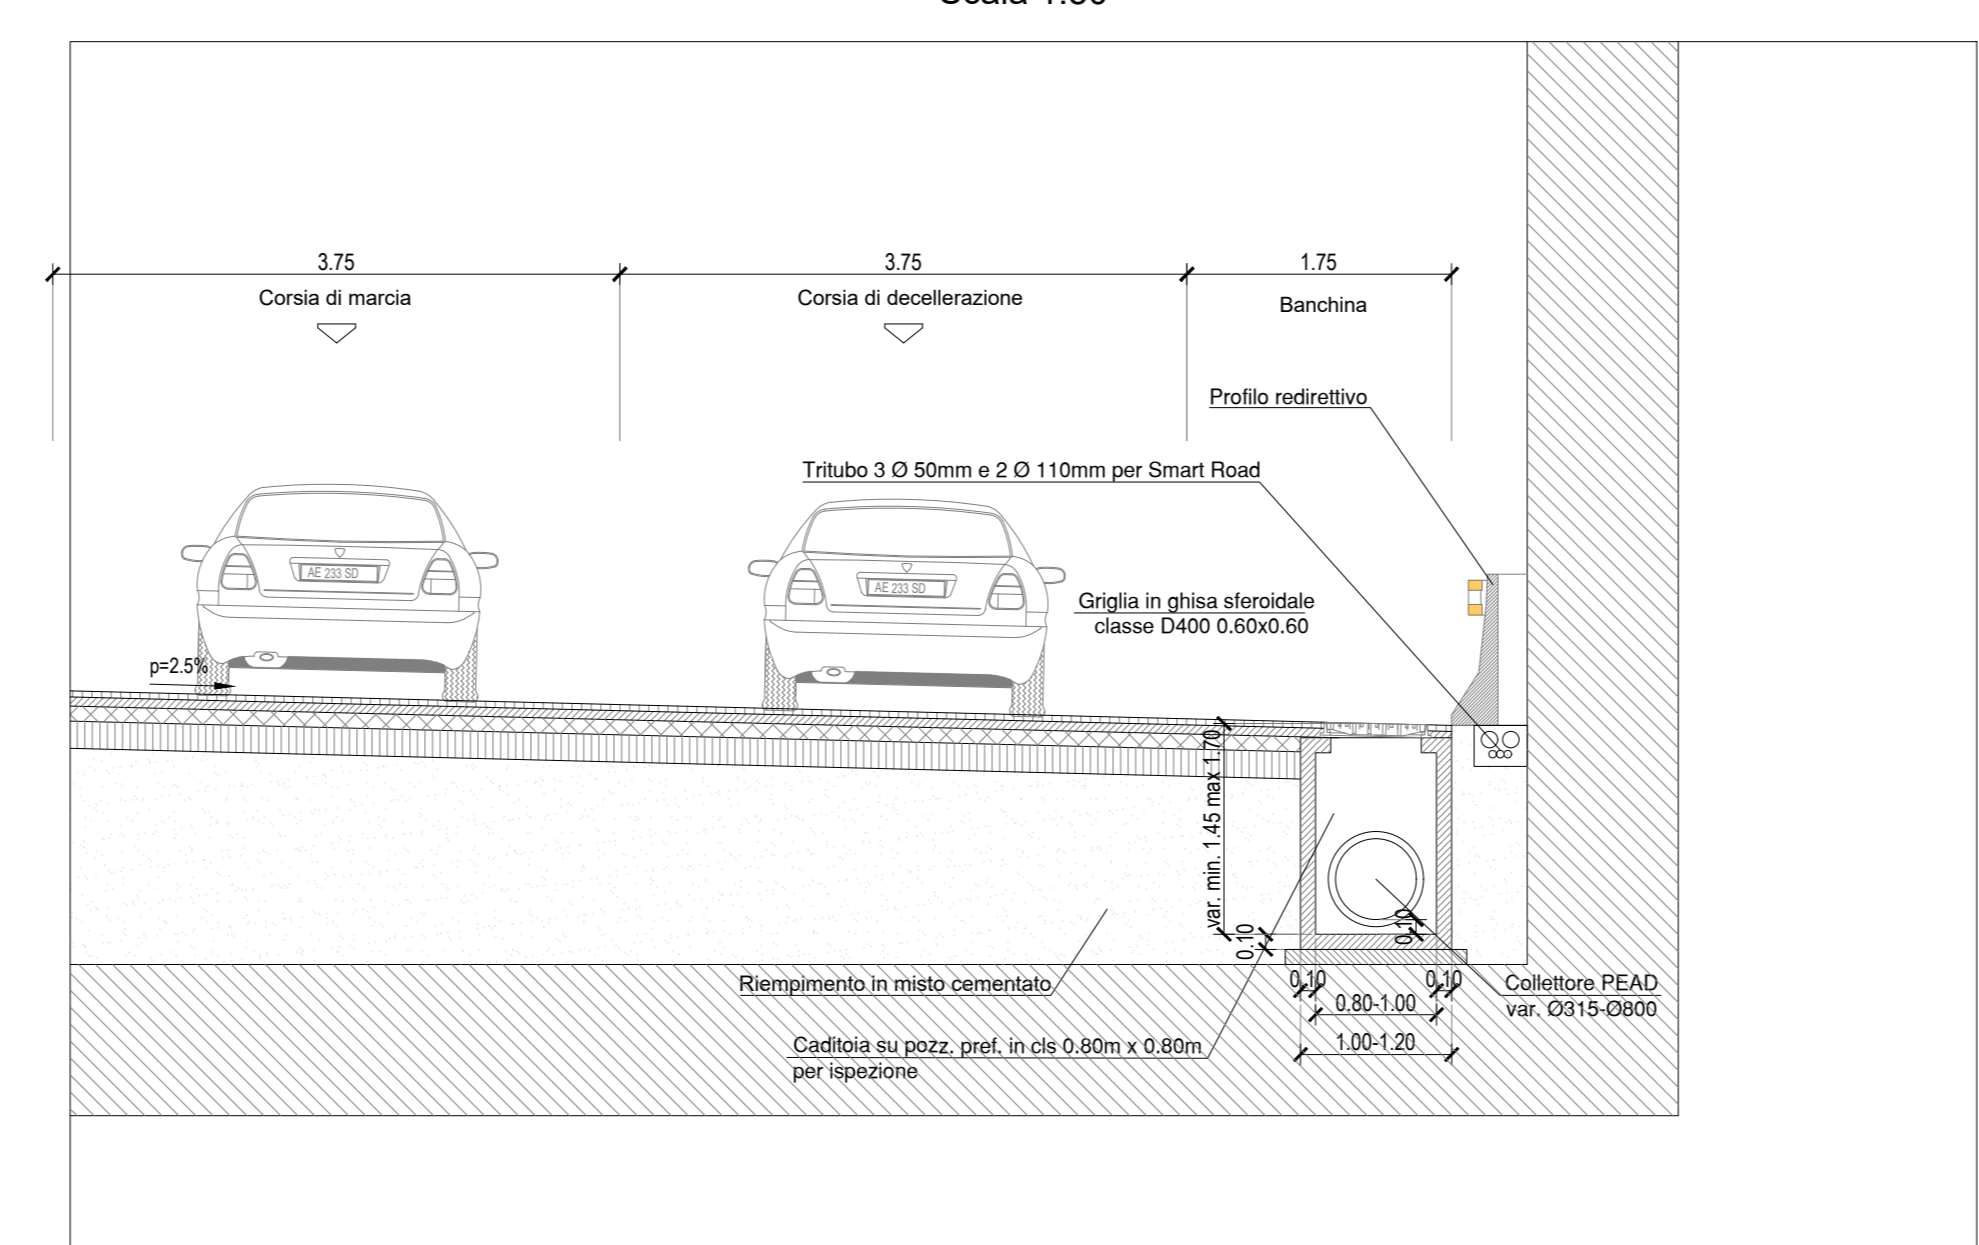 3.75
3.75
1.75
Corsia di marcia
Corsia di decellerazione
Banchina
Profilo redirettivo
Tritubo 3 Ø 50mm e 2 Ø 110mm per Smart Road
AE 233 SD
AE 233 SD
Griglia in ghisa sferoidale
classe D400 0.60x0.60
p=2.5%
var. min. 1.45 max 1.70
0.10
0.10
Riempimento in misto cementato
0.10
0.10
Collettore PEAD
var. Ø315-Ø800
0.80-1.00
1.00-1.20
Caditoia su pozz. pref. in cls 0.80m x 0.80m
per ispezione